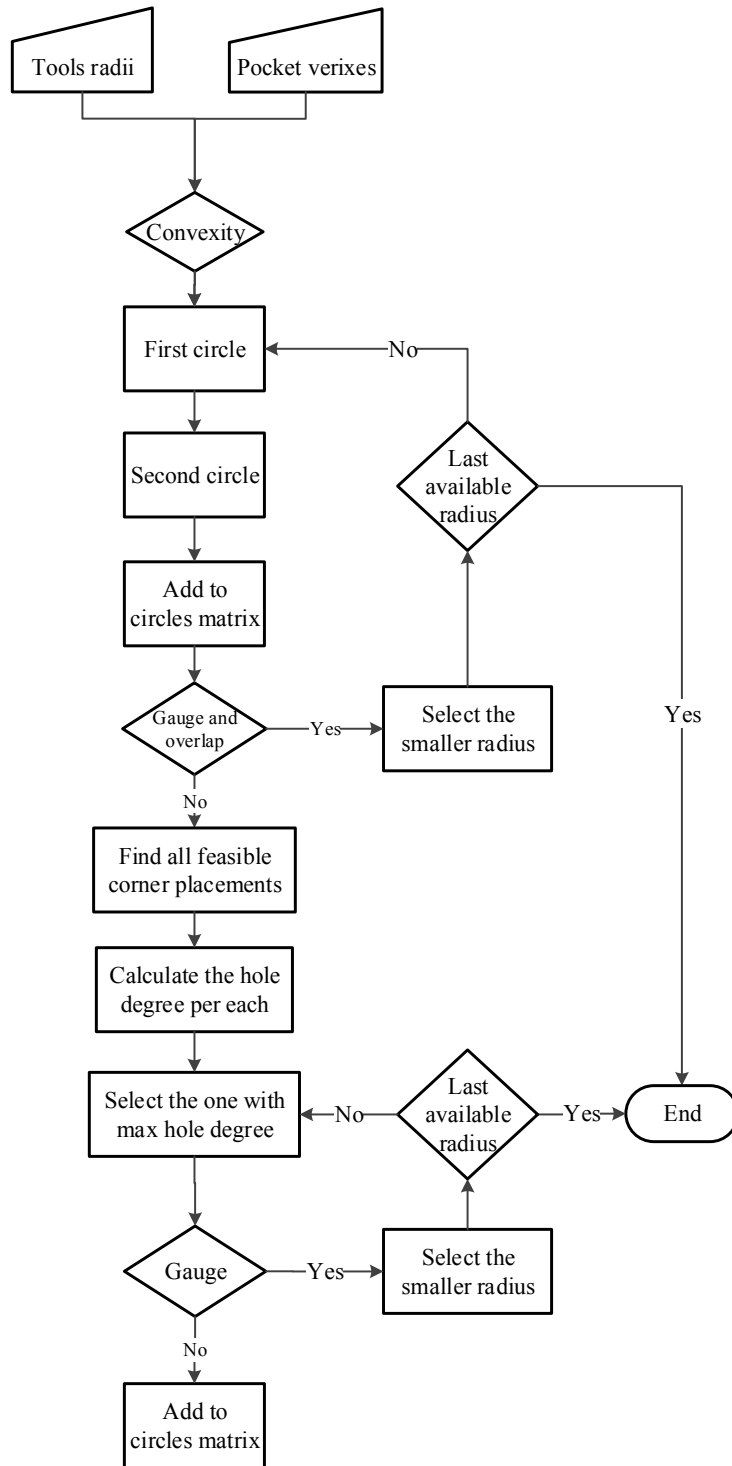 Tools radii
Pocket verixes
Convexity
First circle
No
Second circle
Last
available
radius
Add to
circles matrix
Gauge and
overlap
Yes
Select the
smaller radius
Yes
No
Find all feasible
corner placements
Calculate the hole
degree per each
Select the one with
max hole degree
No
Last
available
radius
Yes
End
Gauge
Yes
Select the
smaller radius
No
Add to
circles matrix